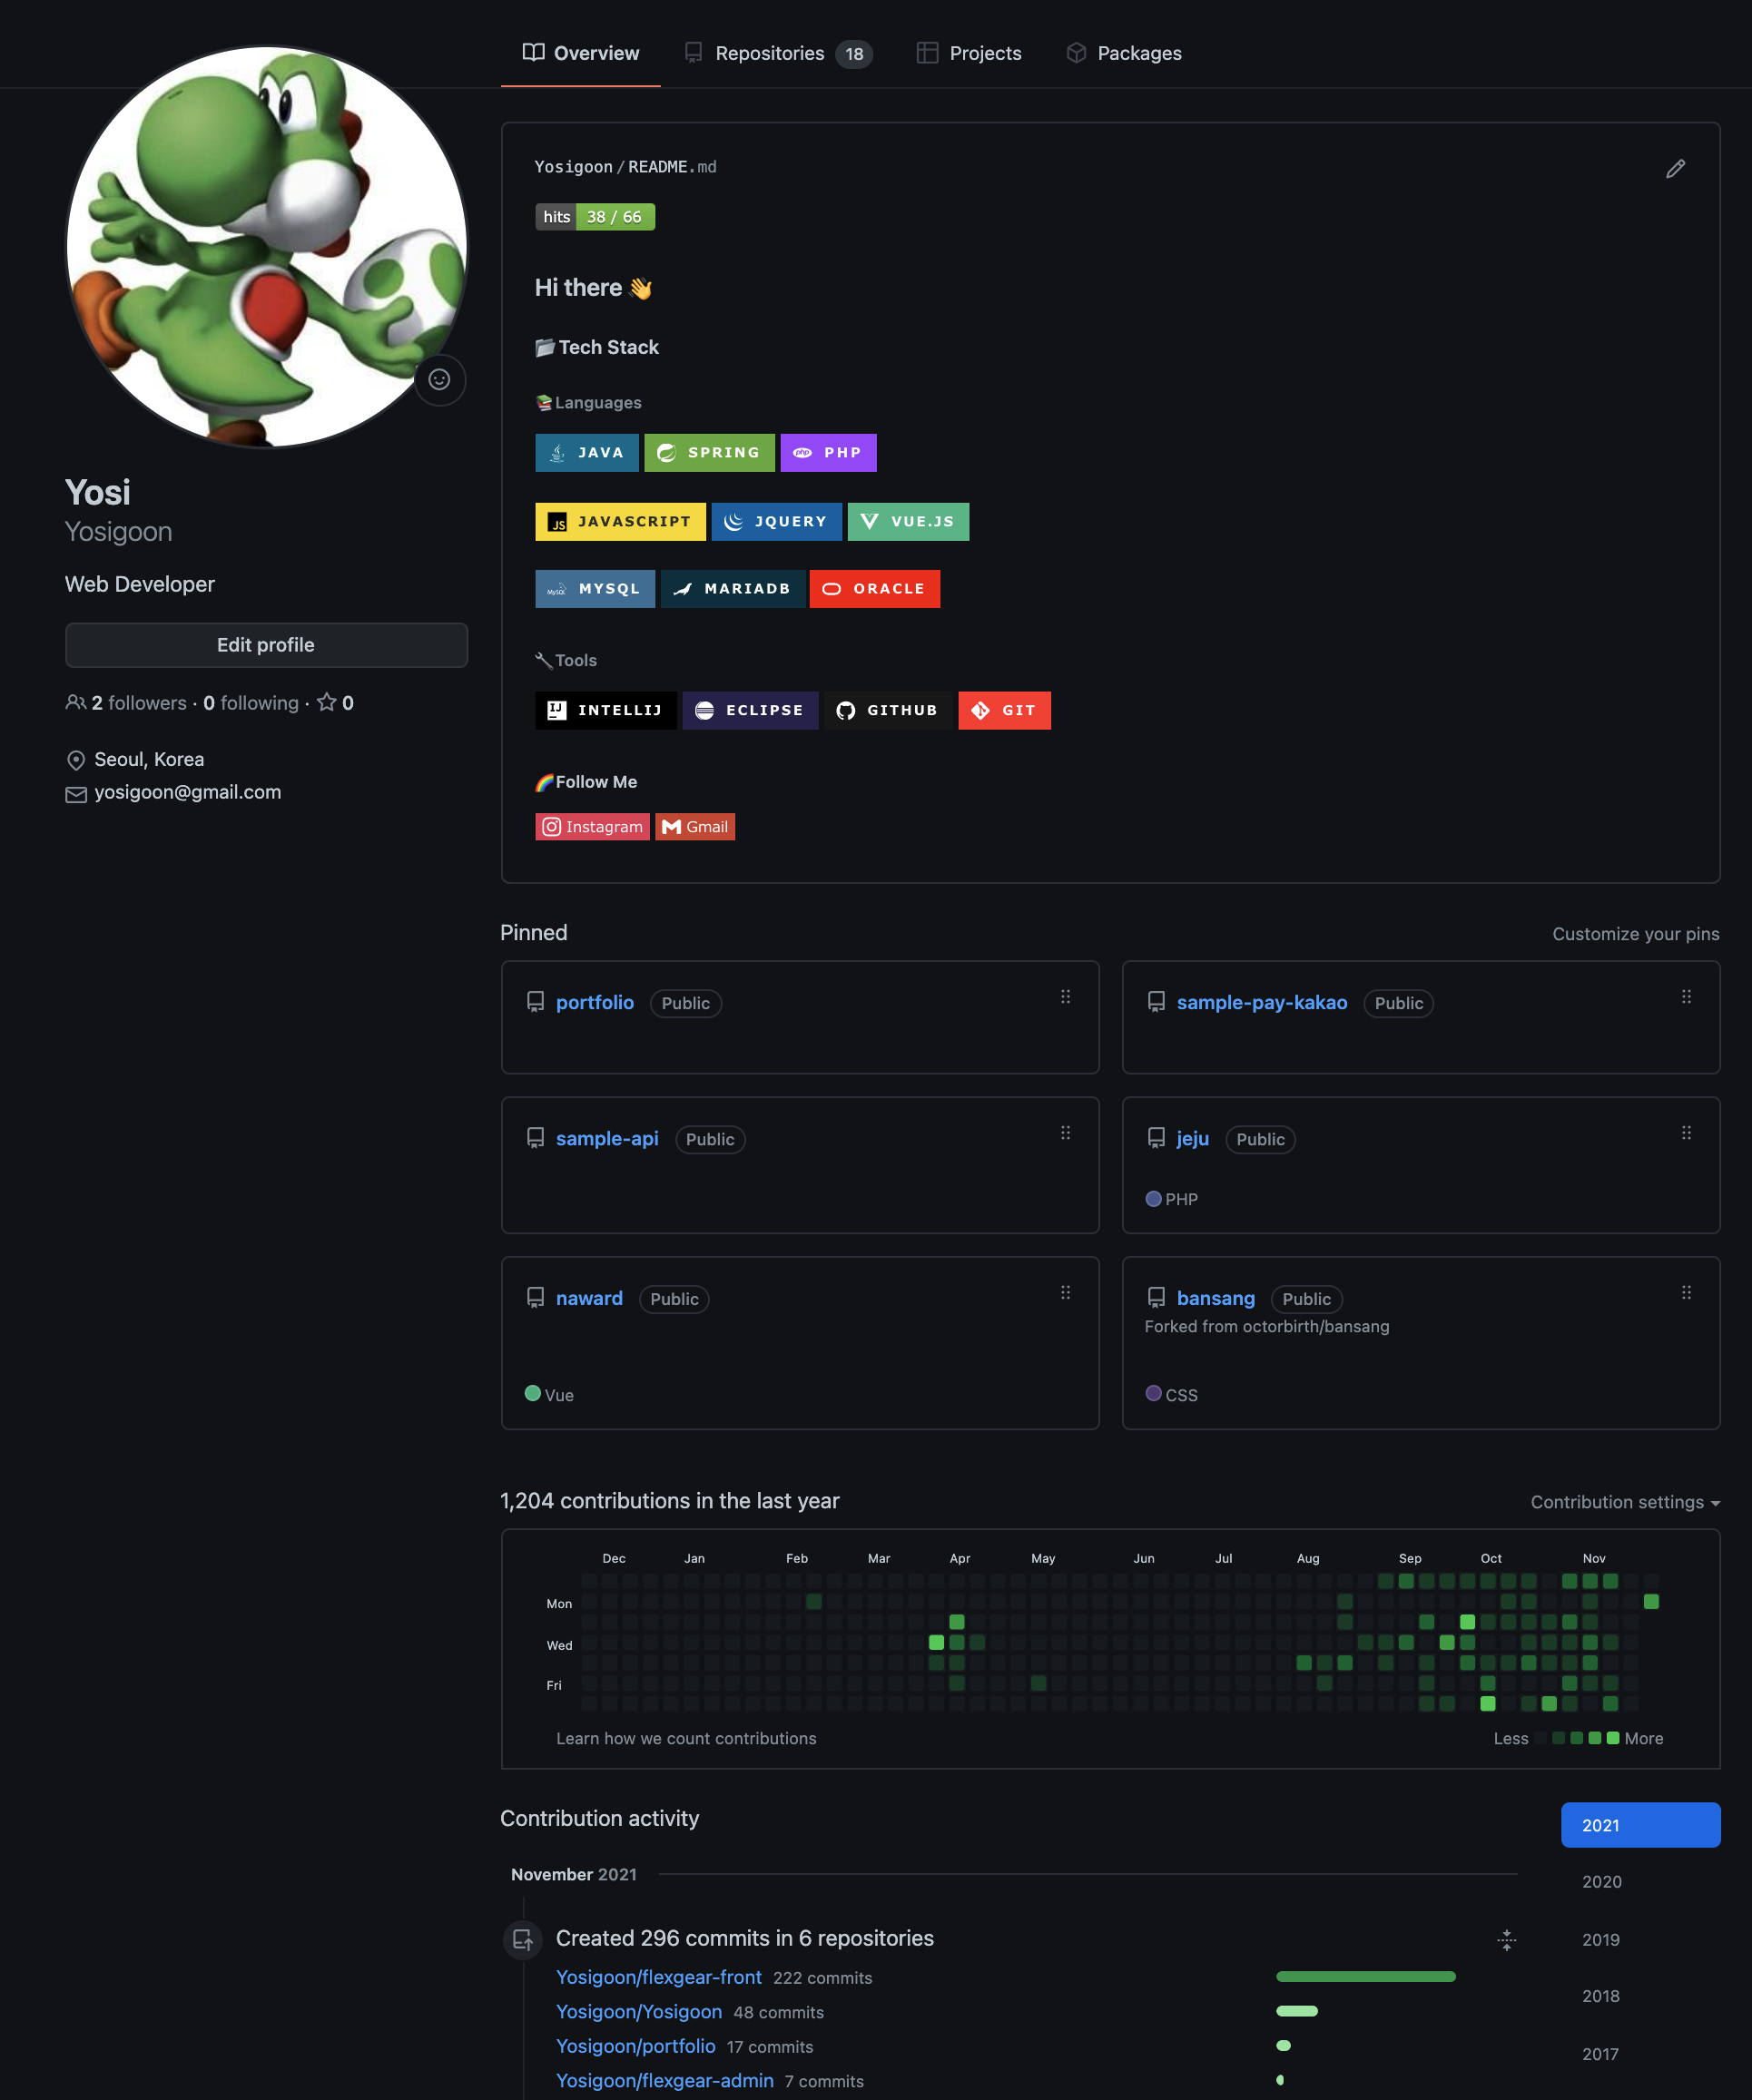 Overview Repositories 18 Projects Packages
Yosigoon/README.md
hits 38 / 66
Hi there 👋
Tech Stack
Languages
JAVA SPRING php PHP
JS JAVASCRIPT JQUERY VUE.JS
MySQL MYSQL MARIADB ORACLE
Tools
IJ INTELLIJ ECLIPSE GITHUB GIT
Follow Me
Instagram Gmail
Yosi
Yosigoon
Web Developer
Edit profile
2 followers · 0 following · 0
Seoul, Korea
yosigoon@gmail.com
Pinned Customize your pins
portfolio Public
sample-pay-kakao Public
sample-api Public
jeju Public
PHP
naward Public
Vue
bansang Public
Forked from octorbirth/bansang
CSS
1,204 contributions in the last year Contribution settings
Dec Jan Feb Mar Apr May Jun Jul Aug Sep Oct Nov
Mon
Wed
Fri
Learn how we count contributions Less More
Contribution activity
2021
2020
2019
2018
2017
November 2021
Created 296 commits in 6 repositories
Yosigoon/flexgear-front 222 commits
Yosigoon/Yosigoon 48 commits
Yosigoon/portfolio 17 commits
Yosigoon/flexgear-admin 7 commits